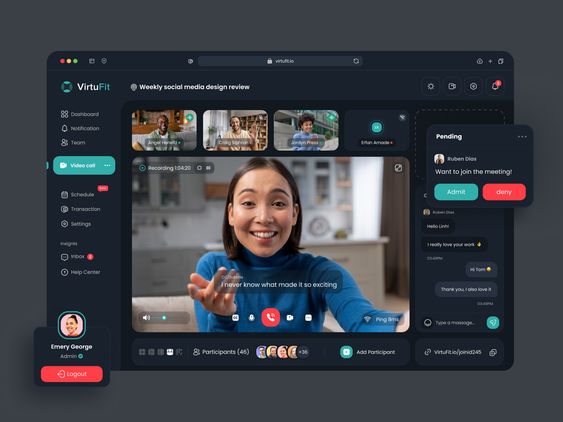 virtufit.io
VirtuFit
Weekly social media design review
Dashboard
Notification
Team
Video call
Schedule
New
Transaction
Settings
Insights
Inbox
Help Center
Emery George
Admin
Logout
Angel Herwitz
Craig Siphron
Jordyn Press
Erfan Amade
Recording 1:04:20
I never know what made it so exciting
Ping 8ms
Participants (46)
+36
Add Participant
Pending
Ruben Dias
Want to join the meeting!
Admit
deny
Ruben Dias
Hello Linh!
I really love your work 👌
03:49PM
Hi Tom 😀
Thank you, I also love it
03:49PM
Type a message...
VirtuFit.io/joinid245